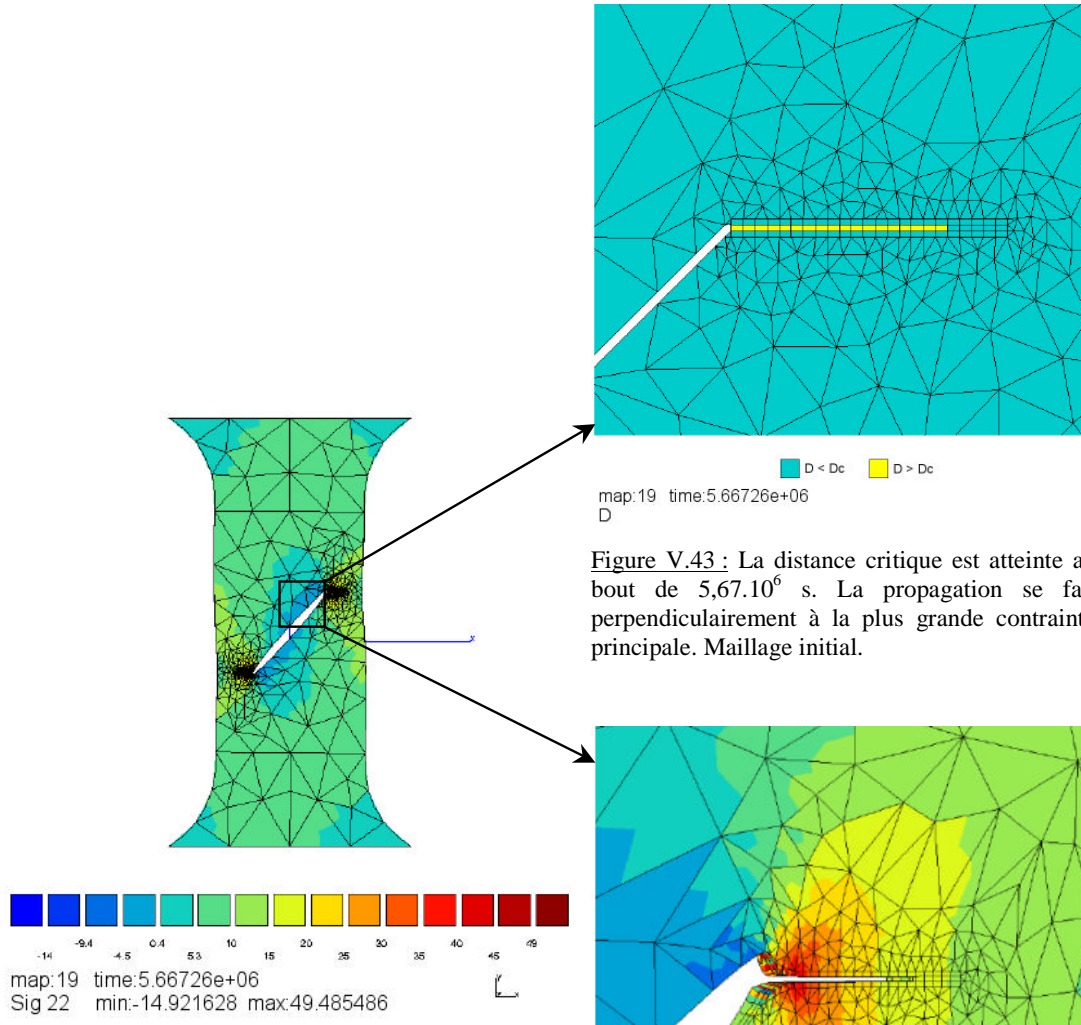 D < Dc D > Dc
map:19 time:5.66726e+06
D
Figure V.43 : La distance critique est atteinte a
bout de 5,67.10⁶ s. La propagation se fa
perpendiculairement à la plus grande contraint
principale. Maillage initial.
x
-9.4 0.4 10 20 30 40 49
-14 -4.5 5.3 15 25 35 45
map:19 time:5.66726e+06
Sig 22 min:-14.921628 max:49.485486